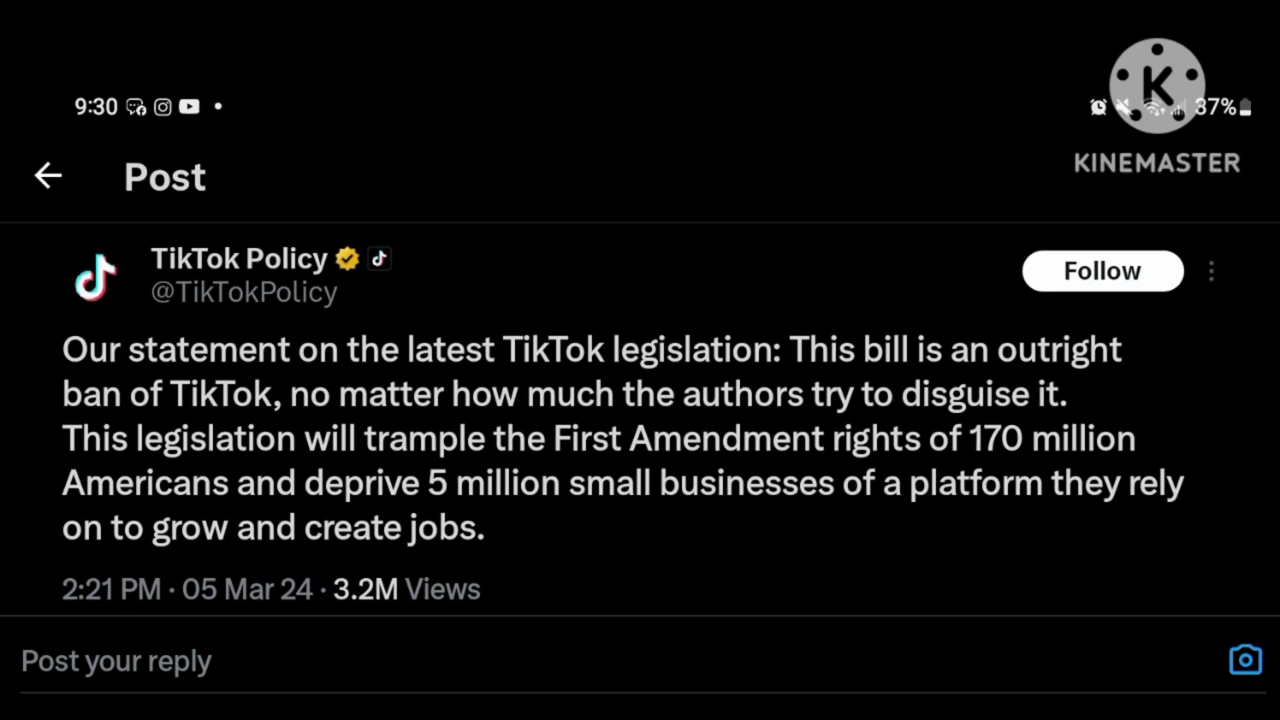 9:30
37%
K
KINEMASTER
Post
TikTok Policy
@TikTokPolicy
Follow
Our statement on the latest TikTok legislation: This bill is an outright
ban of TikTok, no matter how much the authors try to disguise it.
This legislation will trample the First Amendment rights of 170 million
Americans and deprive 5 million small businesses of a platform they rely
on to grow and create jobs.
2:21 PM · 05 Mar 24 · 3.2M Views
Post your reply